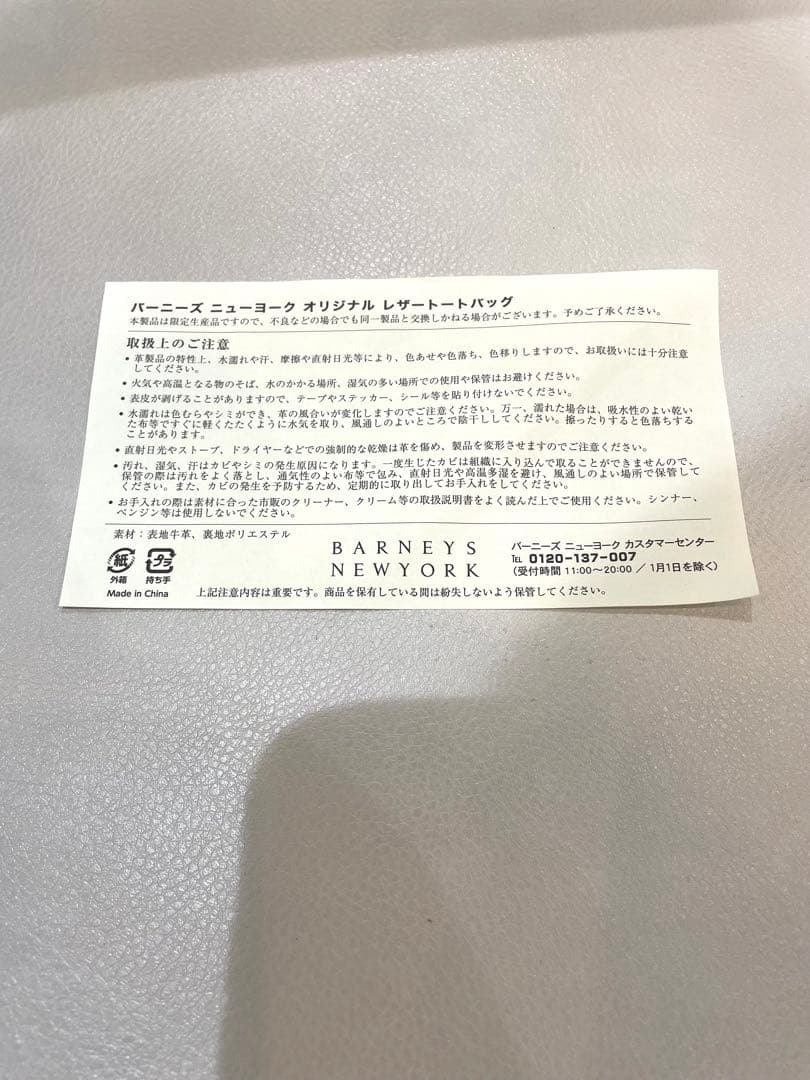 バーニーズ ニューヨーク オリジナル レザートートバッグ
本製品は限定生産品ですので、不良などの場合でも同一製品と交換しかねる場合がございます。予めご了承ください。
取扱上のご注意
• 革製品の特性上、水濡れや汗、摩擦や直射日光等により、色あせや色落ち、色移りしますので、お取扱いには十分注意
してください。
• 火気や高温となる物のそば、水のかかる場所、湿気の多い場所での使用や保管はお避けください。
• 表皮が剥げることがありますので、テープやステッカー、シール等を貼り付けないでください。
• 水濡れは色むらやシミができ、革の風合いが変化しますのでご注意ください。万一、濡れた場合は、吸水性のよい乾い
た布等ですぐに軽くたたくように水気を取り、風通しのよいところで陰干ししてください。擦ったりすると色落ちする
ことがあります。
• 直射日光やストーブ、ドライヤーなどでの強制的な乾燥は革を傷め、製品を変形させますのでご注意ください。
• 汚れ、湿気、汗はカビやシミの発生原因になります。一度生じたカビは組織に入り込んで取ることができませんので、
保管の際は汚れをよく落とし、通気性のよい布等で包み、直射日光や高温多湿を避け、風通しのよい場所で保管して
ください。また、カビの発生を予防するため、定期的に取り出してお手入れをしてください。
• お手入れの際は素材に合った市販のクリーナー、クリーム等の取扱説明書をよく読んだ上でご使用ください。シンナー、
ベンジン等は使用しないでください。
素材：表地牛革、裏地ポリエステル
紙
外箱
プラ
持ち手
Made in China
BARNEYS
NEWYORK
バーニーズ ニューヨーク カスタマーセンター
TEL 0120-137-007
（受付時間 11:00〜20:00 ／ 1月1日を除く）
上記注意内容は重要です。商品を保有している間は紛失しないよう保管してください。